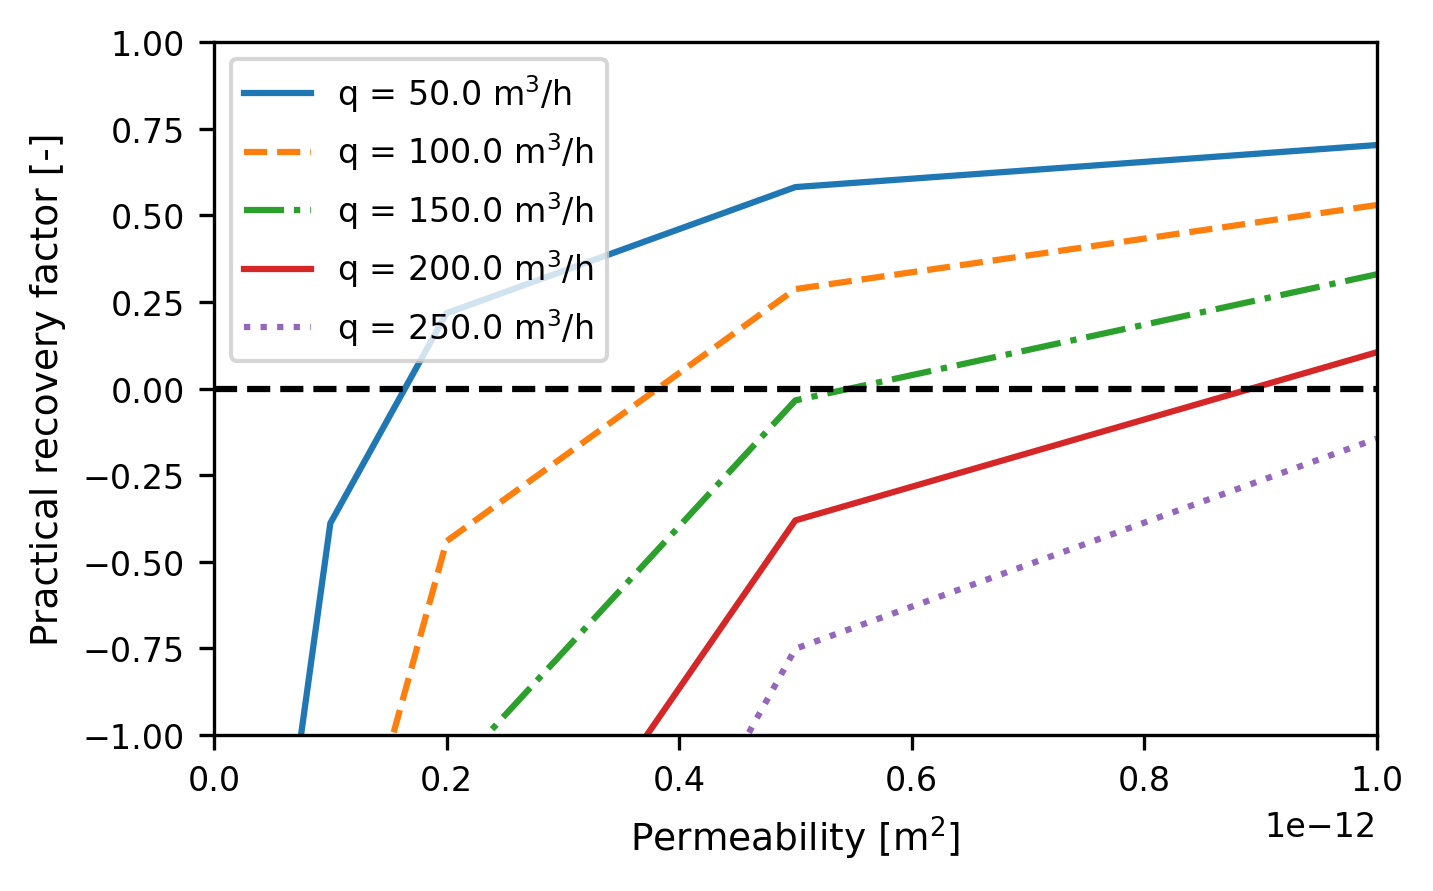 1.00
0.75
0.50
0.25
0.00
−0.25
−0.50
−0.75
−1.00
Practical recovery factor [-]
q = 50.0 m³/h
q = 100.0 m³/h
q = 150.0 m³/h
q = 200.0 m³/h
q = 250.0 m³/h
0.0 0.2 0.4 0.6 0.8 1.0
1e−12
Permeability [m²]